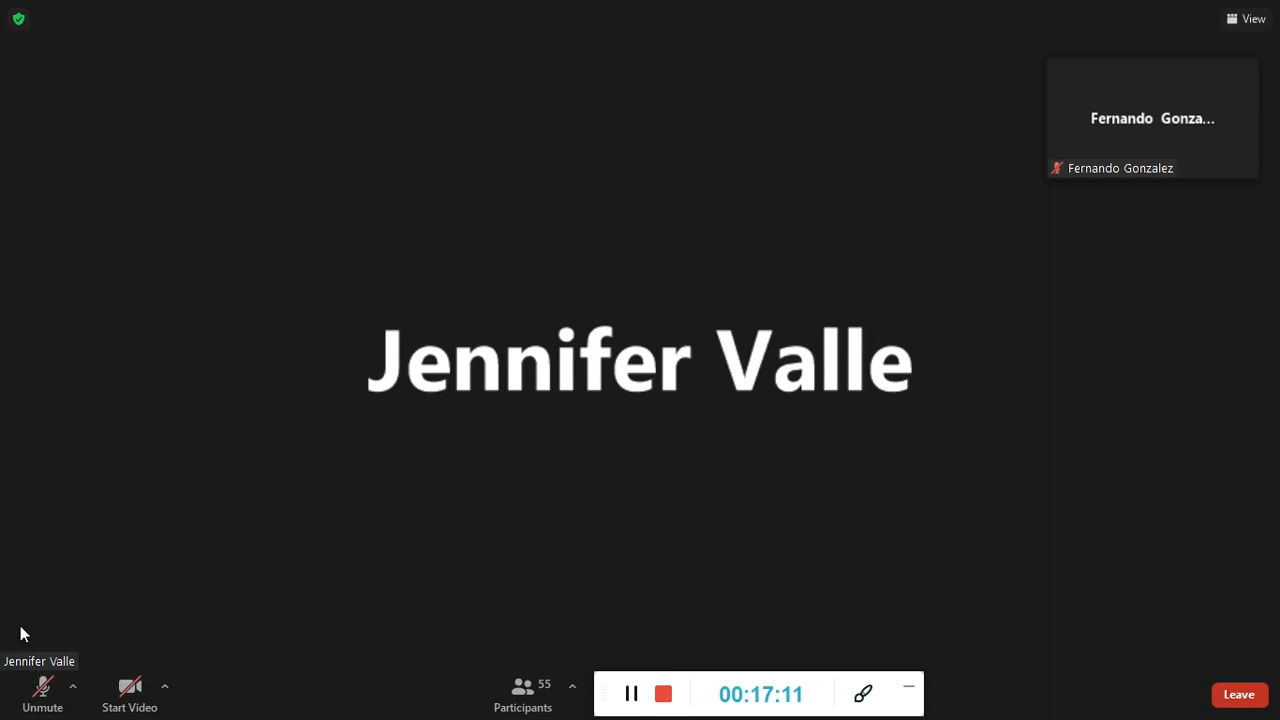 View
Fernando Gonza...
Fernando Gonzalez
Jennifer Valle
Jennifer Valle
Unmute
Start Video
55
Participants
00:17:11
Leave